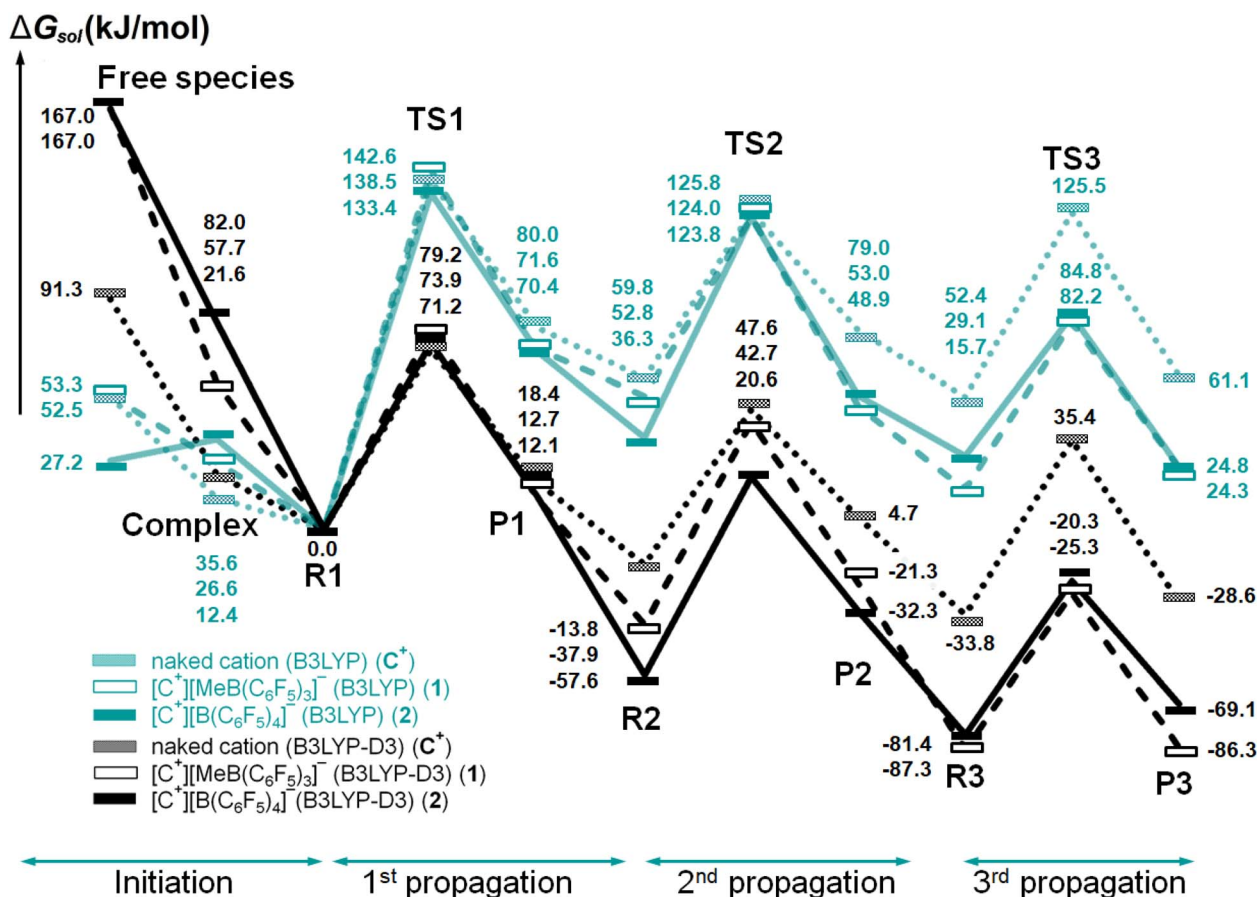 ΔG_sol (kJ/mol)
Free species
167.0
167.0
91.3
53.3
52.5
27.2
82.0
57.7
21.6
Complex
35.6
26.6
12.4
0.0
R1
TS1
142.6
138.5
133.4
79.2
73.9
71.2
80.0
71.6
70.4
18.4
12.7
12.1
P1
59.8
52.8
36.3
-13.8
-37.9
-57.6
R2
TS2
125.8
124.0
123.8
47.6
42.7
20.6
79.0
53.0
48.9
4.7
-21.3
-32.3
P2
52.4
29.1
15.7
-33.8
-81.4
-87.3
R3
TS3
125.5
84.8
82.2
35.4
-20.3
-25.3
61.1
24.8
24.3
-28.6
-69.1
-86.3
P3
naked cation (B3LYP) (C⁺)
[C⁺][MeB(C₆F₅)₃]⁻ (B3LYP) (1)
[C⁺][B(C₆F₅)₄]⁻ (B3LYP) (2)
naked cation (B3LYP-D3) (C⁺)
[C⁺][MeB(C₆F₅)₃]⁻ (B3LYP-D3) (1)
[C⁺][B(C₆F₅)₄]⁻(B3LYP-D3) (2)
Initiation
1st propagation
2nd propagation
3rd propagation